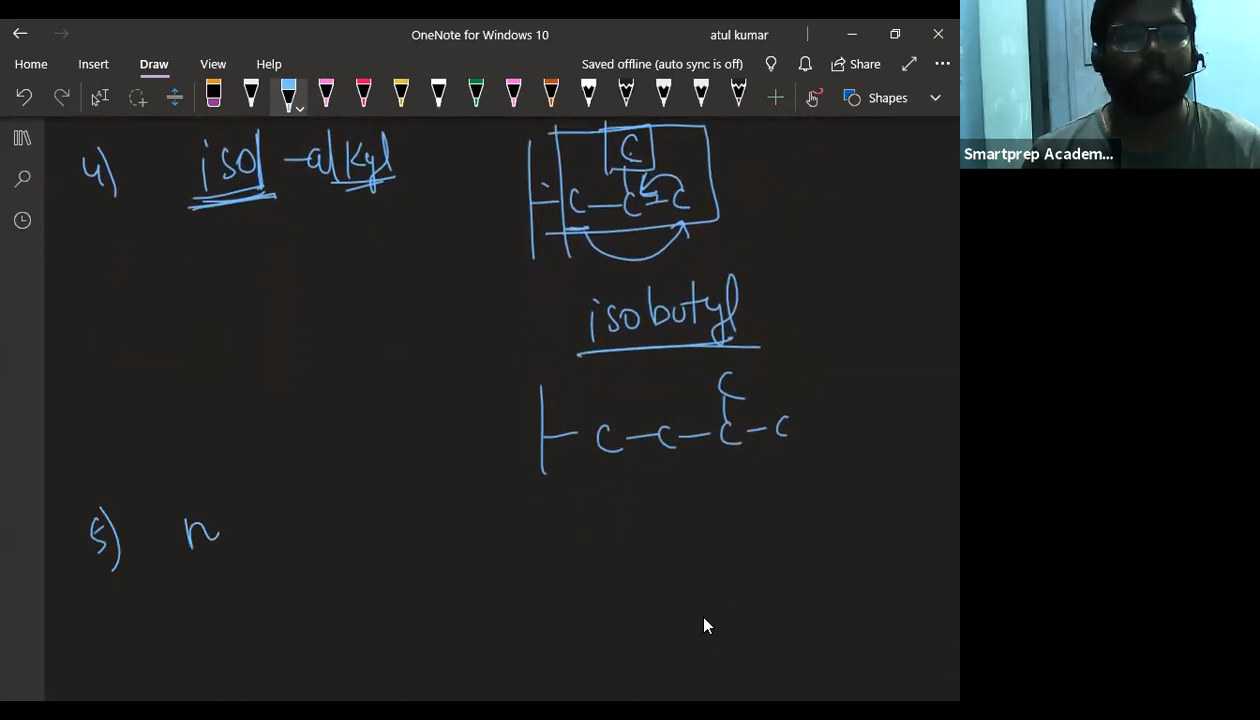 OneNote for Windows 10
atul kumar
Home Insert Draw View Help
Saved offline (auto sync is off)
Share
Shapes
Smartprep Academ...
4) iso -alkyl
C
C-C-C
isobutyl
C
C-C-C-C
5) n